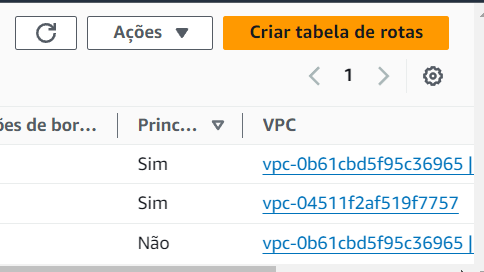 Ações Criar tabela de rotas
1
ões de bor... Princ... VPC
Sim vpc-0b61cbd5f95c36965 |
Sim vpc-04511f2af519f7757
Não vpc-0b61cbd5f95c36965 |